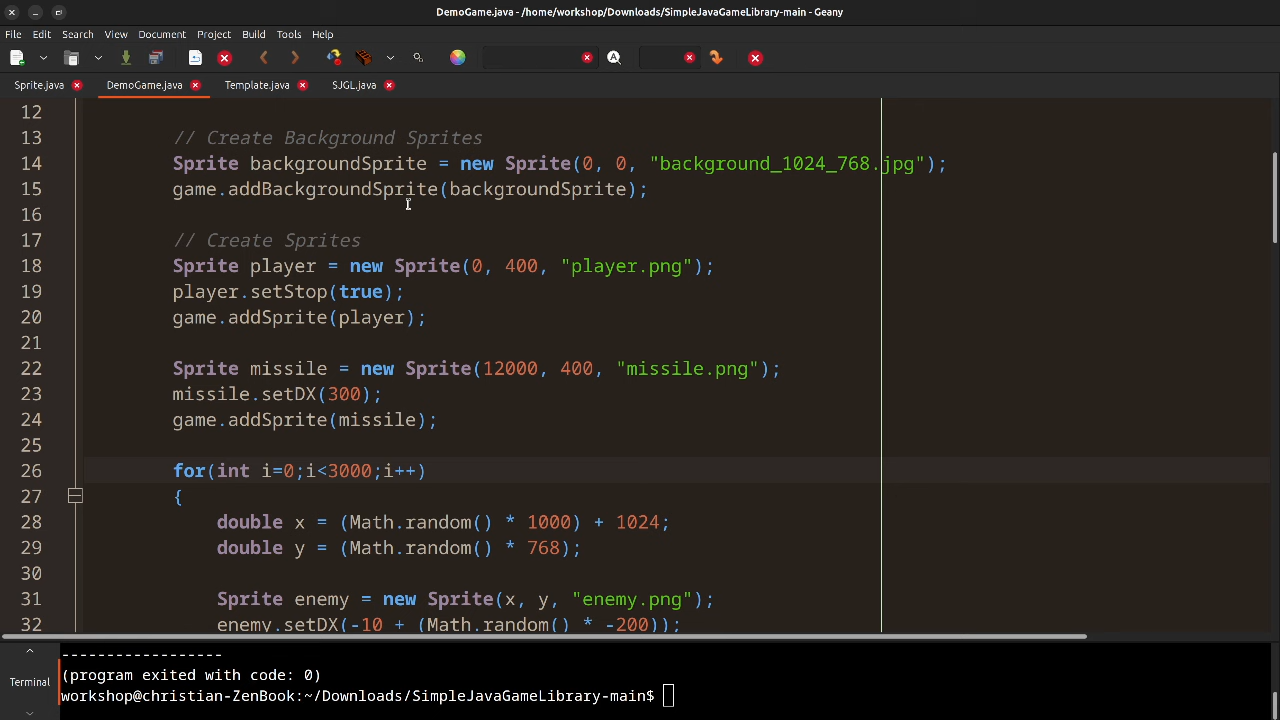 DemoGame.java - /home/workshop/Downloads/SimpleJavaGameLibrary-main - Geany
File Edit Search View Document Project Build Tools Help
Sprite.java DemoGame.java Template.java SJGL.java
12
13 // Create Background Sprites
14 Sprite backgroundSprite = new Sprite(0, 0, "background_1024_768.jpg");
15 game.addBackgroundSprite(backgroundSprite);
16
17 // Create Sprites
18 Sprite player = new Sprite(0, 400, "player.png");
19 player.setStop(true);
20 game.addSprite(player);
21
22 Sprite missile = new Sprite(12000, 400, "missile.png");
23 missile.setDX(300);
24 game.addSprite(missile);
25
26 for(int i=0;i<3000;i++)
27 {
28 double x = (Math.random() * 1000) + 1024;
29 double y = (Math.random() * 768);
30
31 Sprite enemy = new Sprite(x, y, "enemy.png");
32 enemy.setDX(-10 + (Math.random() * -200));
------------------
(program exited with code: 0)
Terminal
workshop@christian-ZenBook:~/Downloads/SimpleJavaGameLibrary-main$